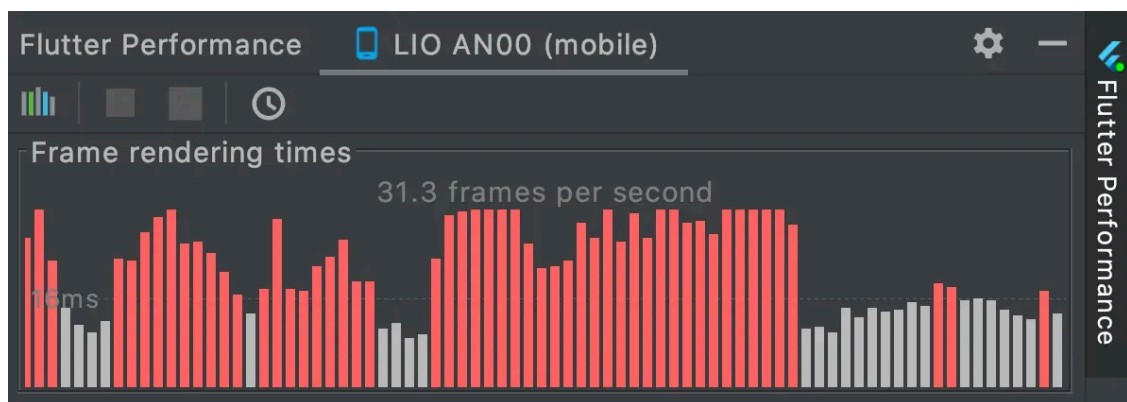 Flutter Performance
LIO AN00 (mobile)
Frame rendering times
31.3 frames per second
16ms
Flutter Performance